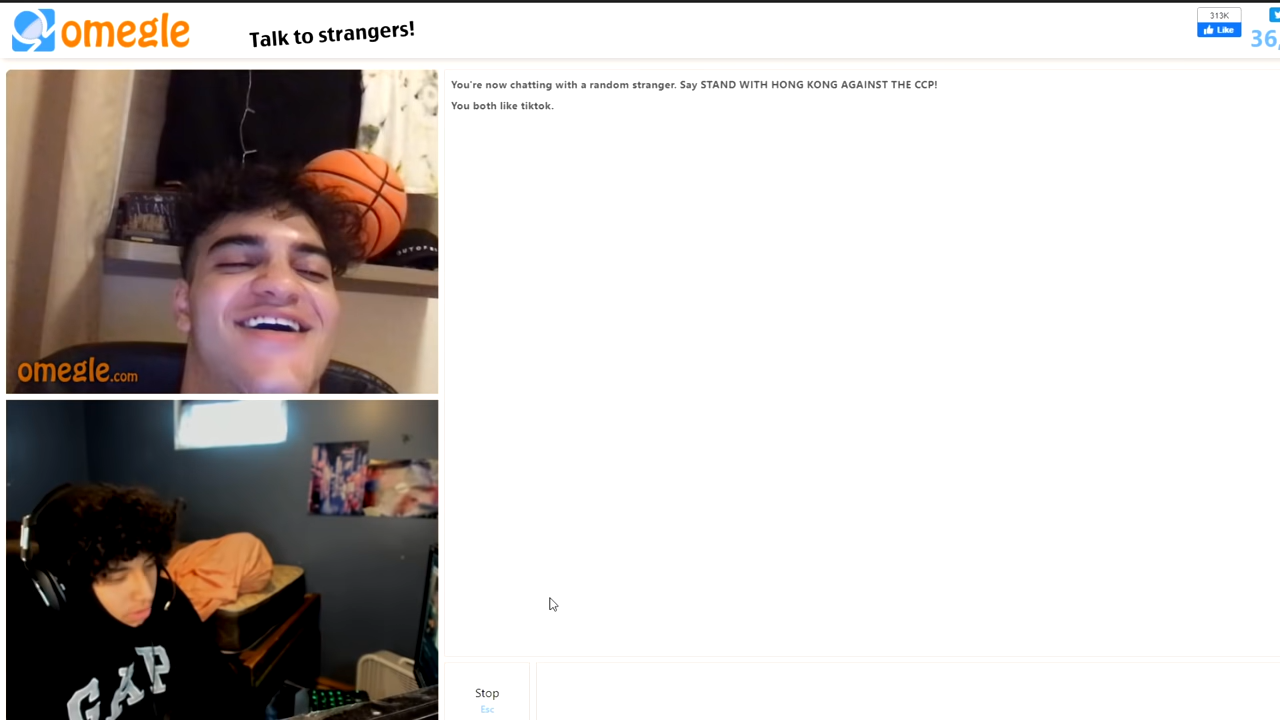 omegle
Talk to strangers!
313K
Like
36,
You're now chatting with a random stranger. Say STAND WITH HONG KONG AGAINST THE CCP!
You both like tiktok.
omegle.com
GAP
Stop
Esc